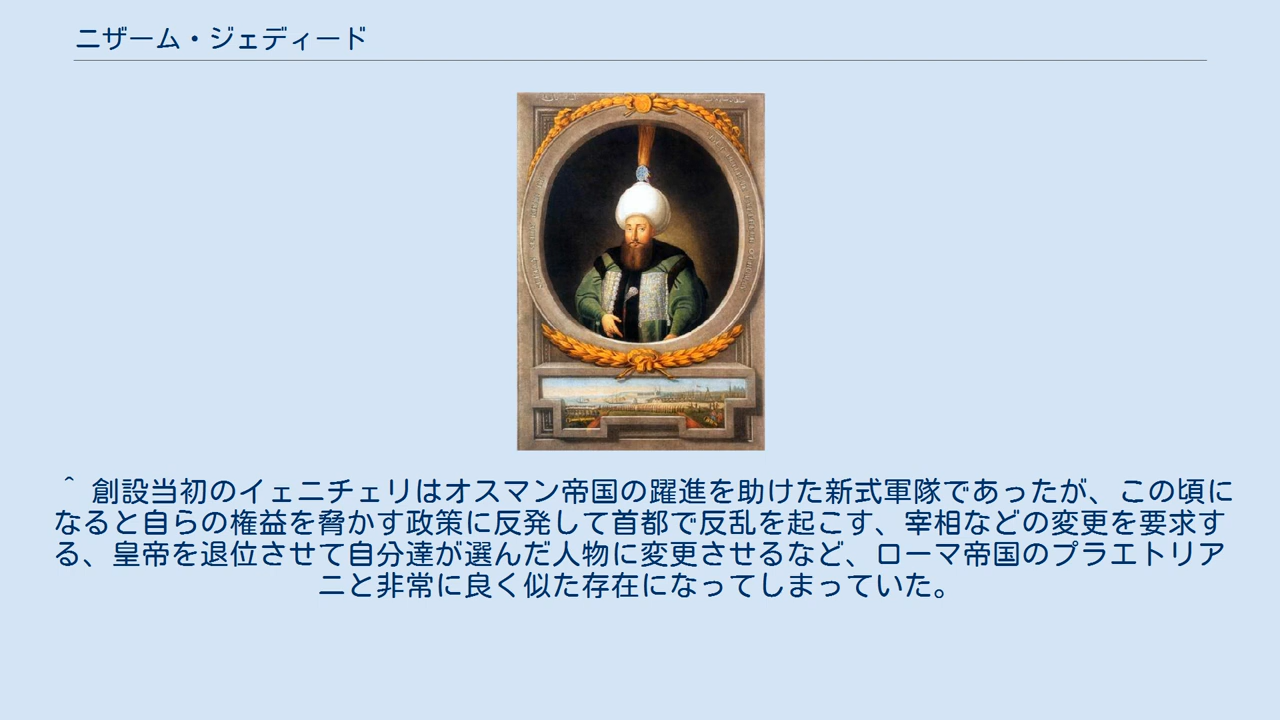 ニザーム・ジェディード
^ 創設当初のイェニチェリはオスマン帝国の躍進を助けた新式軍隊であったが、この頃に
なると自らの権益を脅かす政策に反発して首都で反乱を起こす、宰相などの変更を要求す
る、皇帝を退位させて自分達が選んだ人物に変更させるなど、ローマ帝国のプラエトリア
ニと非常に良く似た存在になってしまっていた。